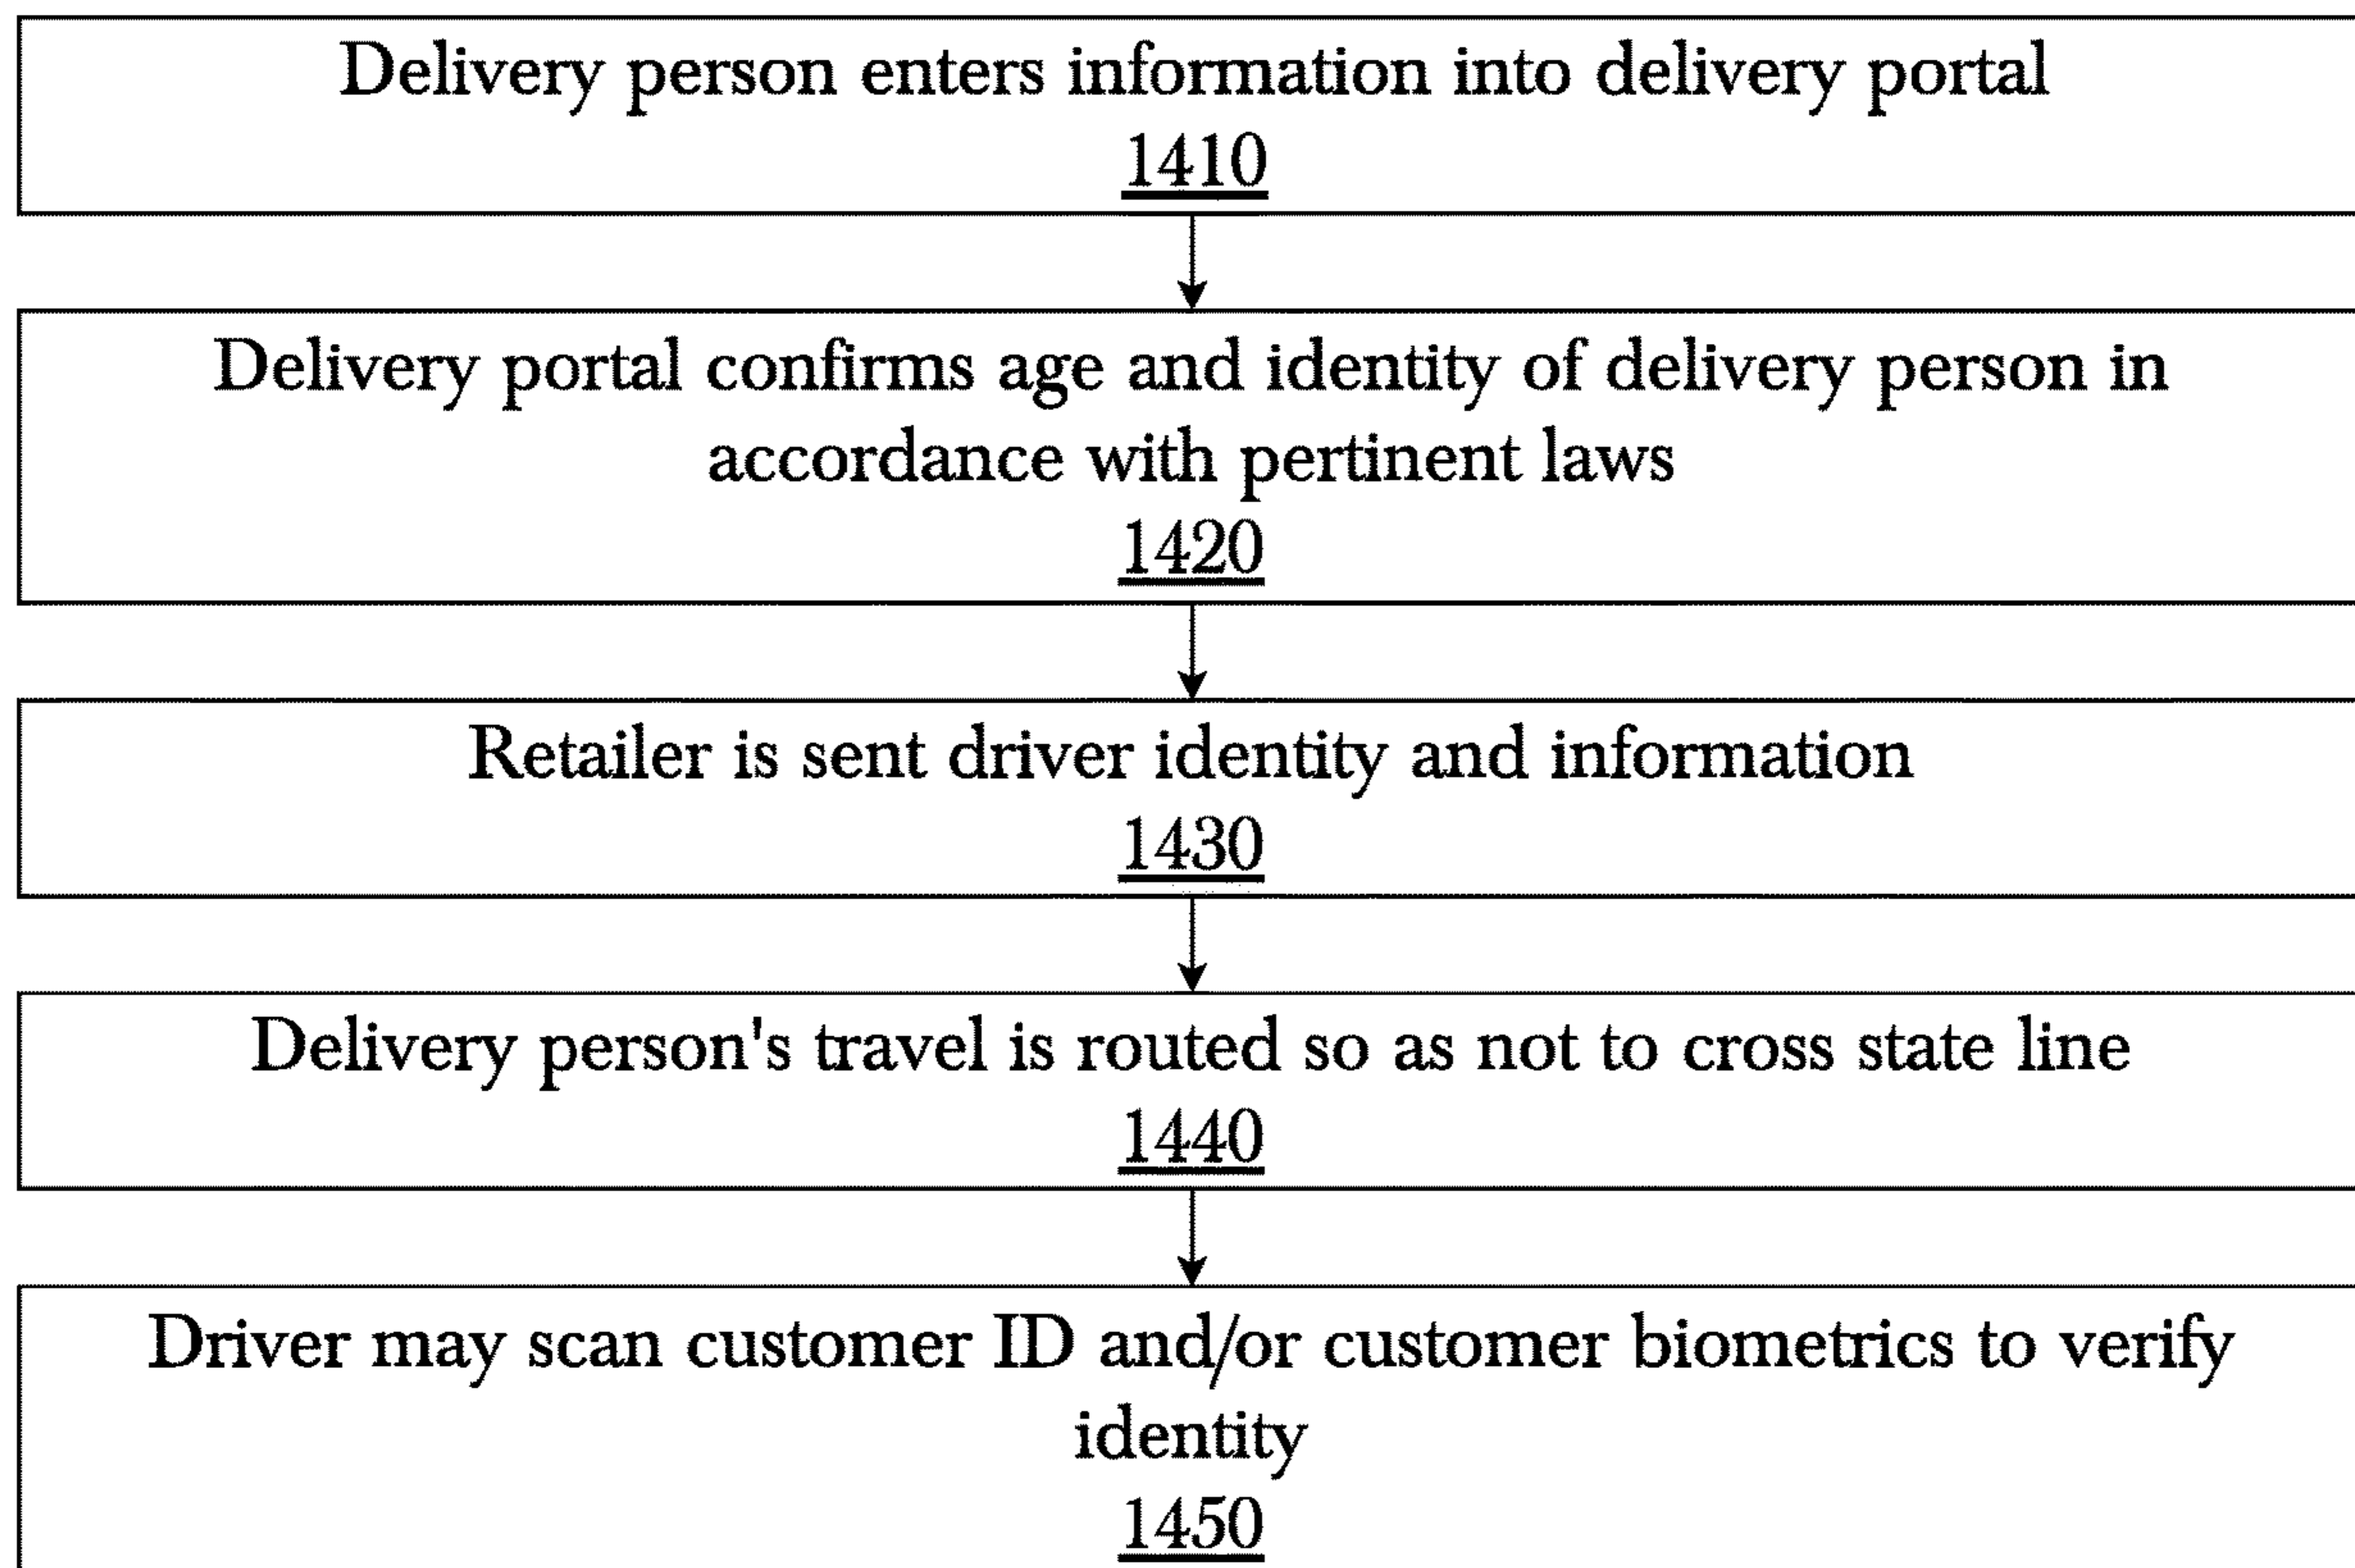 Delivery person enters information into delivery portal
1410
Delivery portal confirms age and identity of delivery person in
accordance with pertinent laws
1420
Retailer is sent driver identity and information
1430
Delivery person's travel is routed so as not to cross state line
1440
Driver may scan customer ID and/or customer biometrics to verify
identity
1450